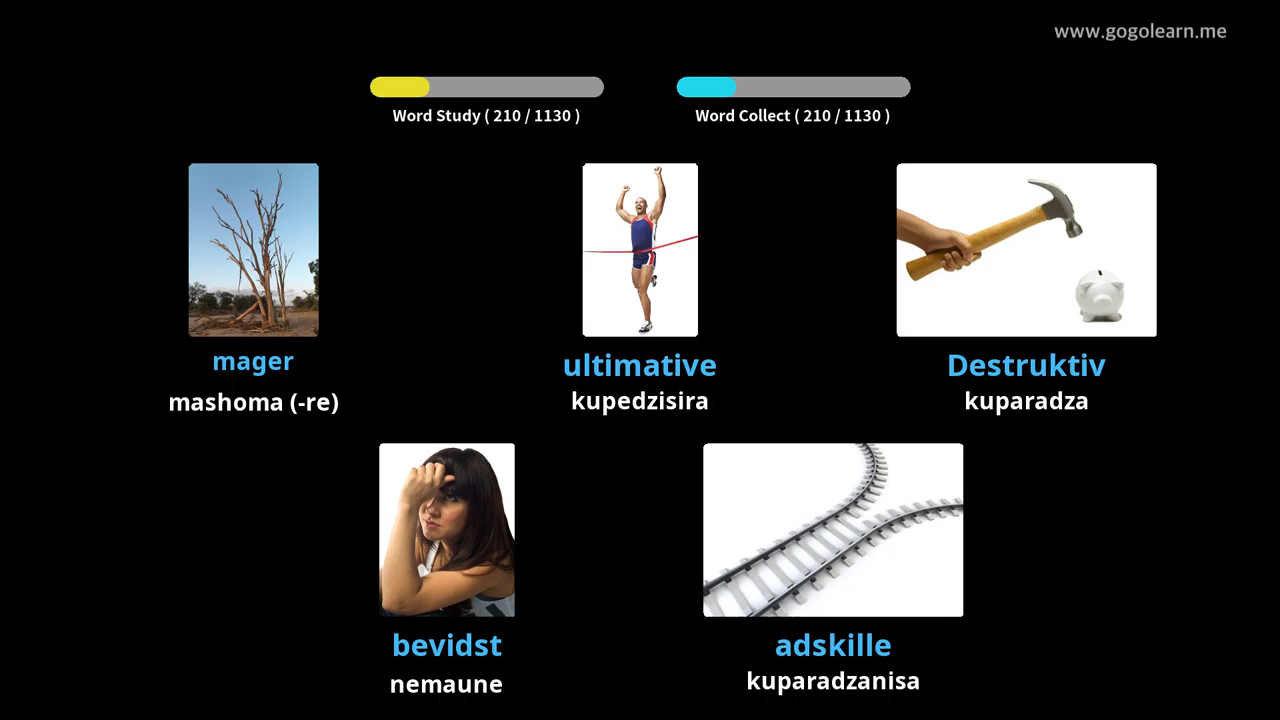 www.gogolearn.me
Word Study ( 210 / 1130 )
Word Collect ( 210 / 1130 )
mager
mashoma (-re)
ultimative
kupedzisira
Destruktiv
kuparadza
bevidst
nemaune
adskille
kuparadzanisa